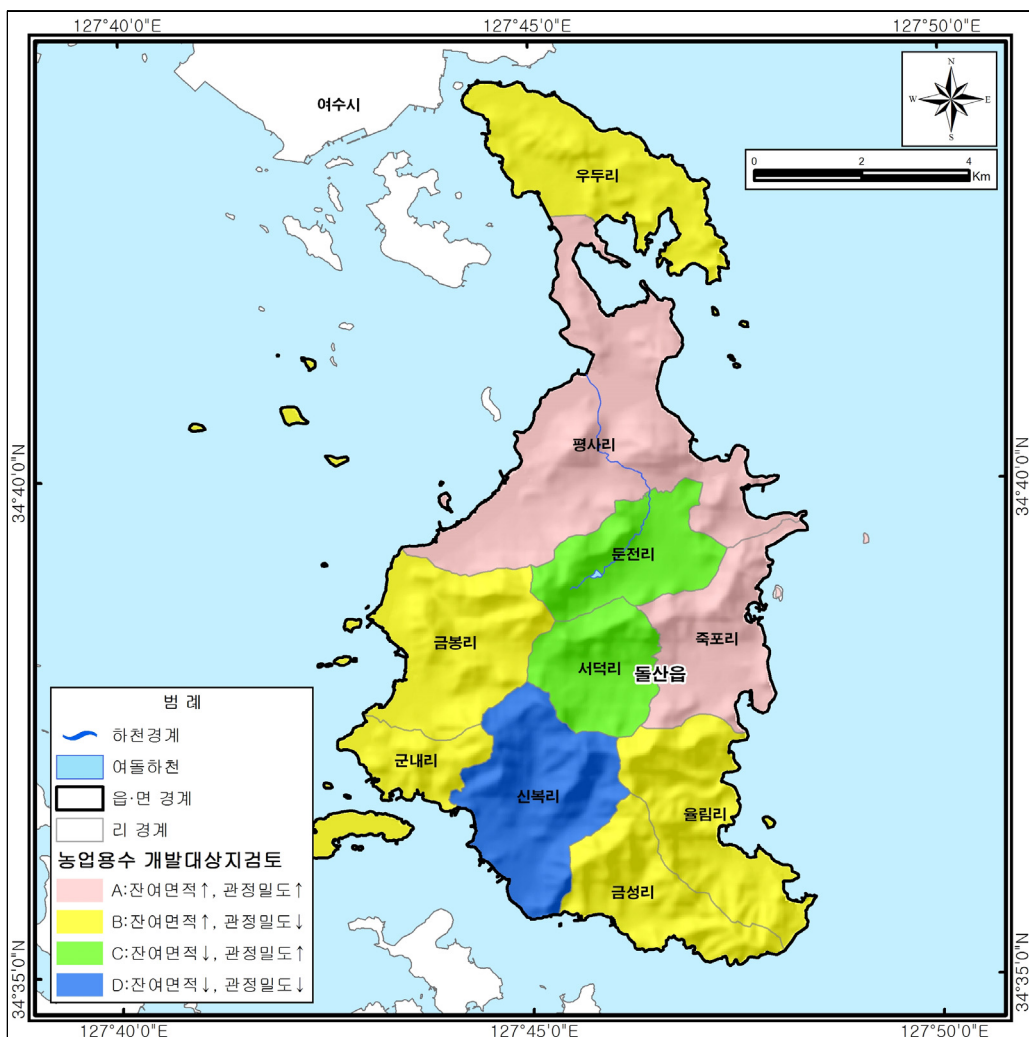 127°40'0"E 127°45'0"E 127°50'0"E
여수시
N
W E
S
0 2 4
Km
우두리
평사리
34°40'0"N 34°40'0"N
둔전리
금봉리
죽포리
서덕리
돌산읍
군내리
신복리
율림리
금성리
범 례
하천경계
여돌하천
읍·면 경계
리 경계
농업용수 개발대상지검토
A:잔여면적↑, 관정밀도↑
B:잔여면적↑, 관정밀도↓
C:잔여면적↓, 관정밀도↑
D:잔여면적↓, 관정밀도↓
34°35'0"N 34°35'0"N
127°40'0"E 127°45'0"E 127°50'0"E